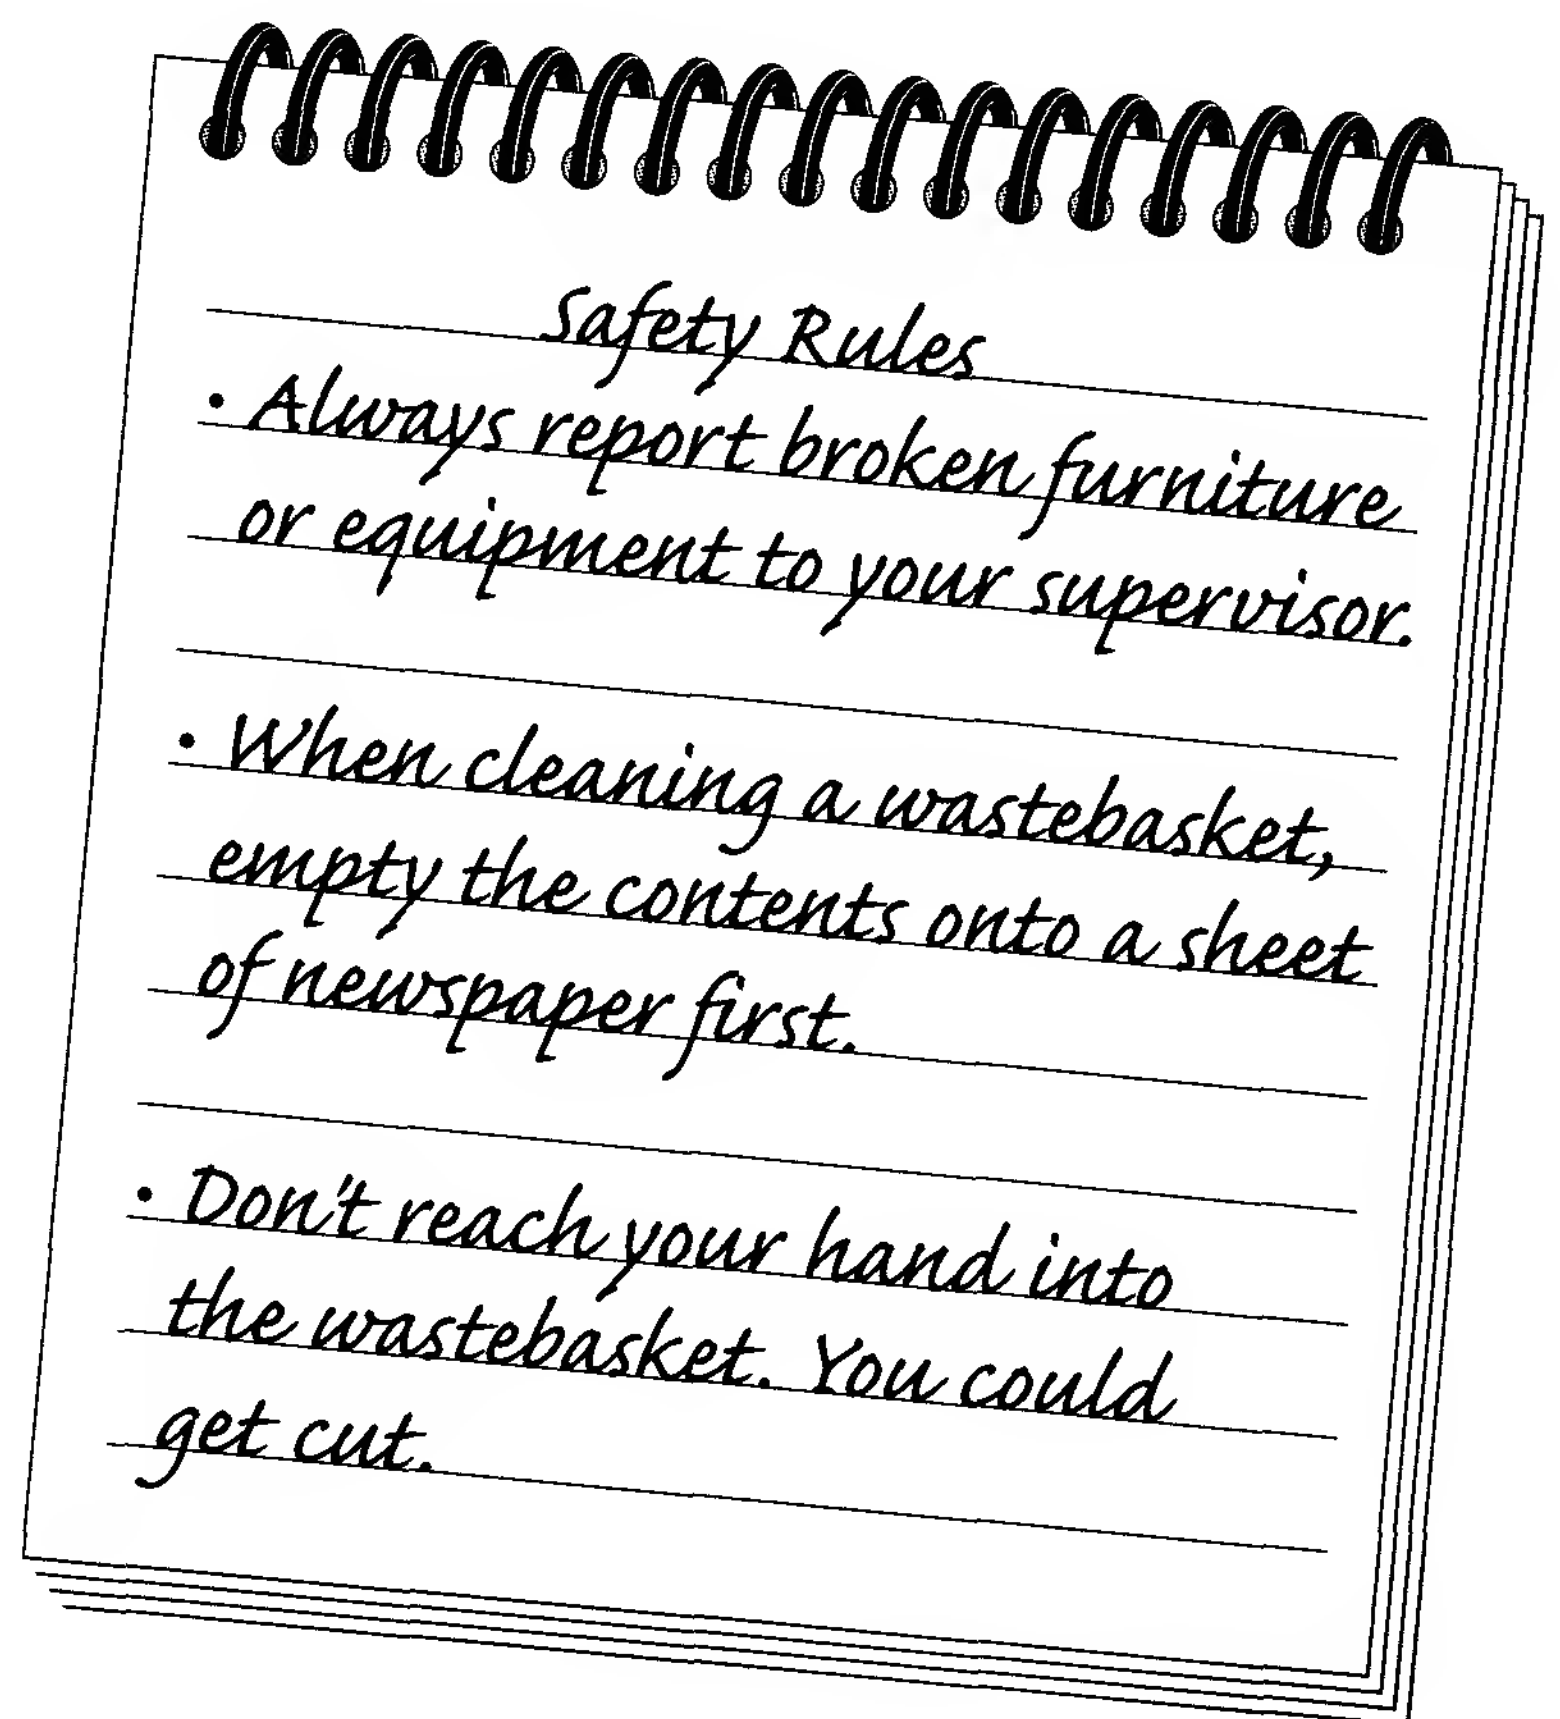 Safety Rules
• Always report broken furniture
or equipment to your supervisor.
• When cleaning a wastebasket,
empty the contents onto a sheet
of newspaper first.
• Don't reach your hand into
the wastebasket. You could
get cut.